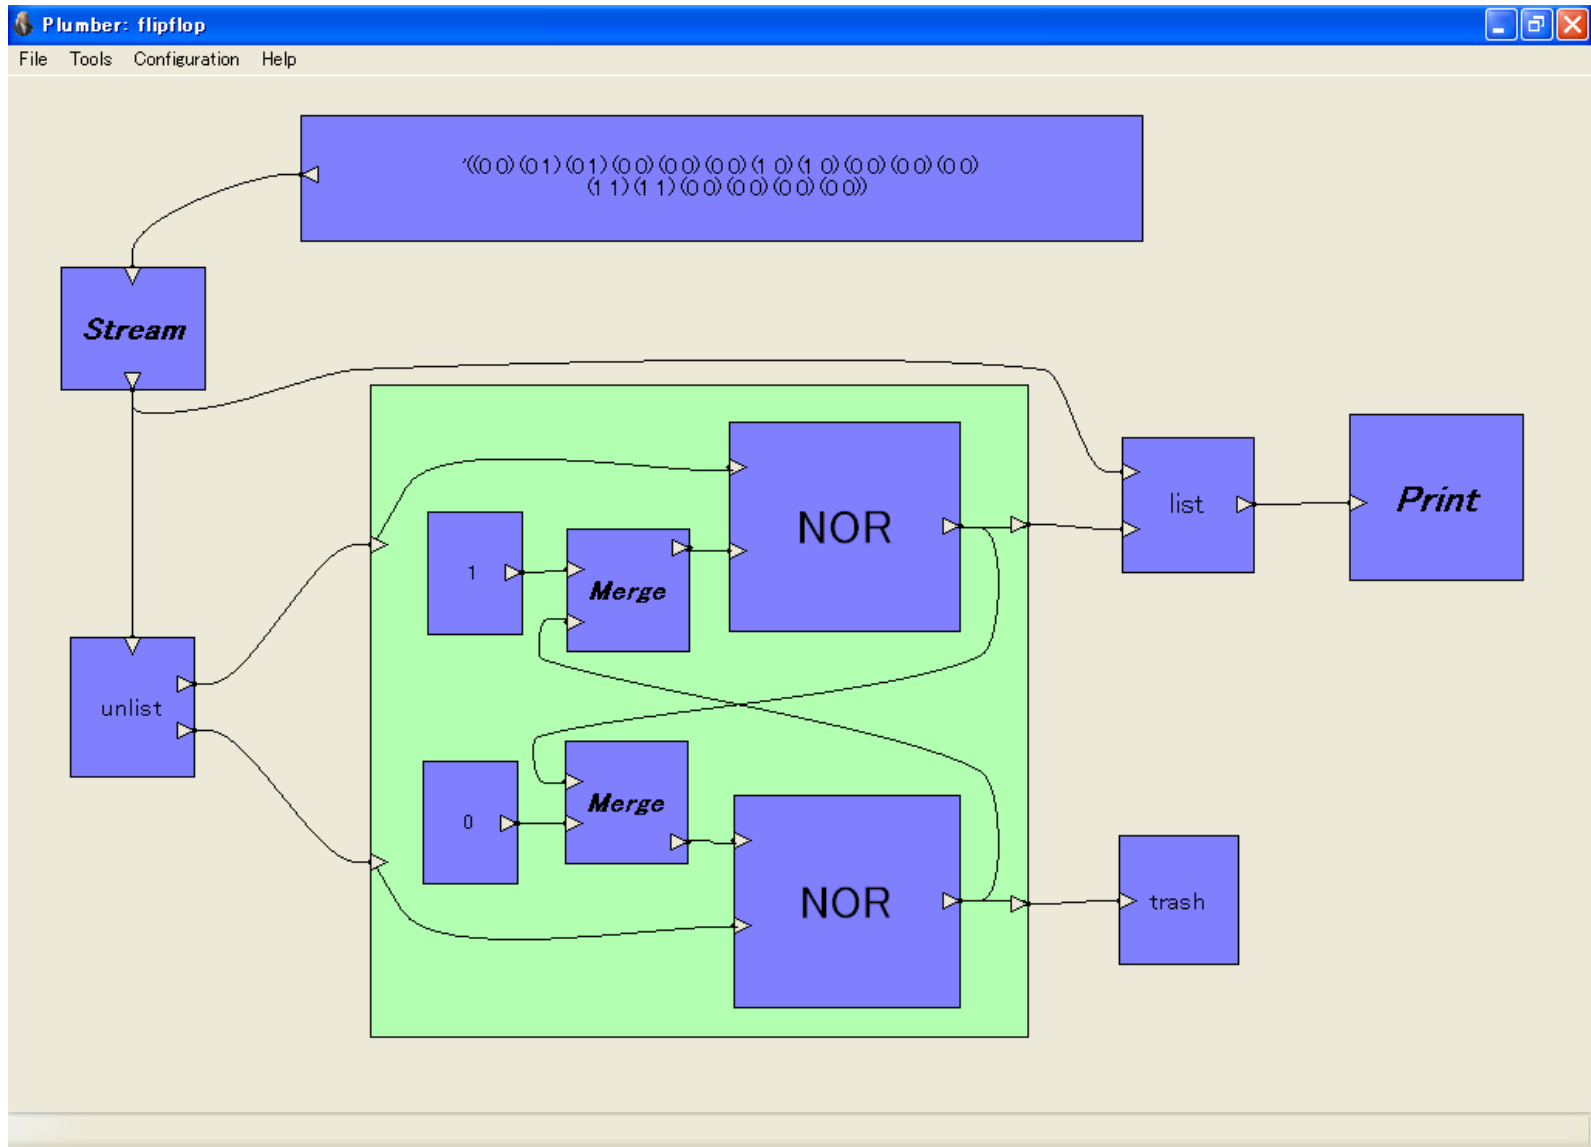 Plumber: flipflop
File Tools Configuration Help
'((0 0) (0 1) (0 1) (0 0) (0 0) (0 0) (1 0) (1 0) (0 0) (0 0) (0 0)
(1 1) (1 1) (0 0) (0 0) (0 0) (0 0))
Stream
NOR
list
Print
1
Merge
unlist
0
Merge
NOR
trash